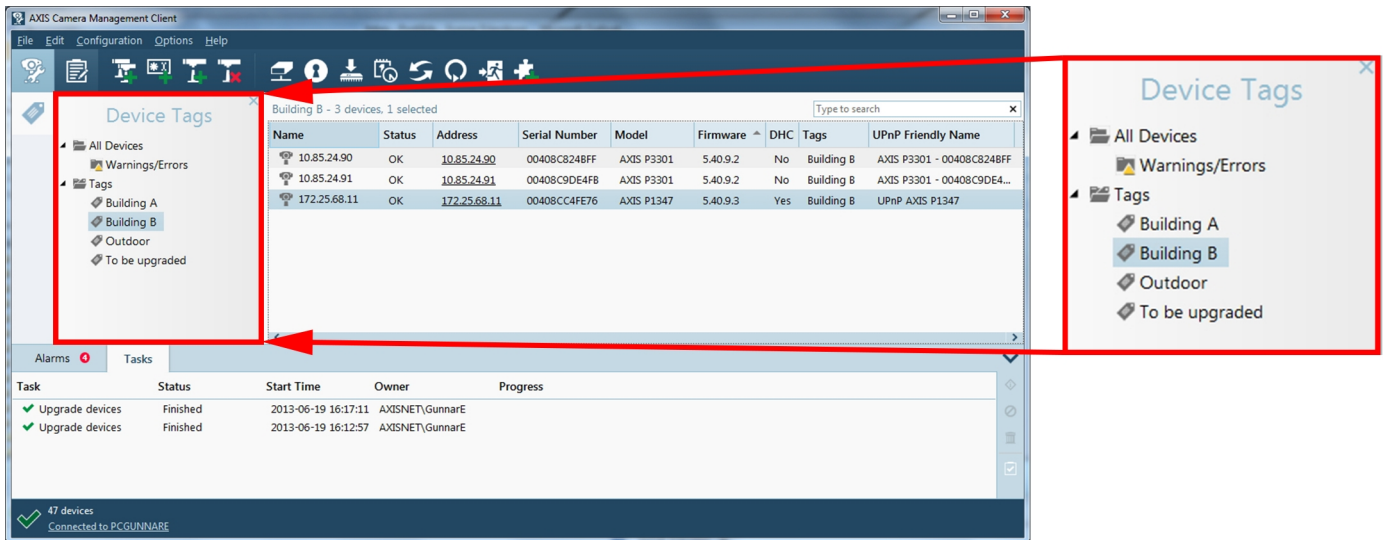 AXIS Camera Management Client
File Edit Configuration Options Help
Device Tags
All Devices
Warnings/Errors
Tags
Building A
Building B
Outdoor
To be upgraded
Building B - 3 devices, 1 selected
Type to search
Name Status Address Serial Number Model Firmware DHC Tags UPnP Friendly Name
10.85.24.90 OK 10.85.24.90 00408C824BFF AXIS P3301 5.40.9.2 No Building B AXIS P3301 - 00408C824BFF
10.85.24.91 OK 10.85.24.91 00408C9DE4FB AXIS P3301 5.40.9.2 No Building B AXIS P3301 - 00408C9DE4...
172.25.68.11 OK 172.25.68.11 00408CC4FE76 AXIS P1347 5.40.9.3 Yes Building B UPnP AXIS P1347
Alarms 4 Tasks
Task Status Start Time Owner Progress
Upgrade devices Finished 2013-06-19 16:17:11 AXISNET\GunnarE
Upgrade devices Finished 2013-06-19 16:12:57 AXISNET\GunnarE
47 devices
Connected to PCGUNNARE
Device Tags
All Devices
Warnings/Errors
Tags
Building A
Building B
Outdoor
To be upgraded